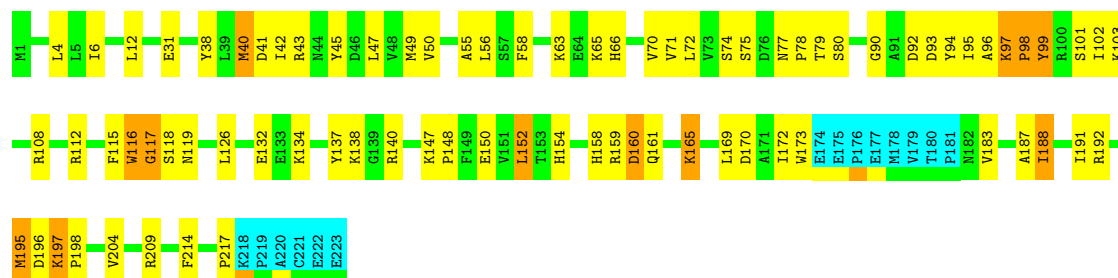 M1 L4 L5 I6 L12 E31 Y38 L39 M40 D41 I42 R43 N44 Y45 D46 L47 V48 M49 V50 A55 L56 S57 F58 K63 E64 K65 H66 V70 V71 L72 V73 S74 S75 D76 N77 P78 T79 S80 G90 A91 D92 D93 Y94 I95 A96 K97 P98 Y99 R100 S101 I102 K103
R108 R112 F115 W116 G117 S118 N119 L126 E132 E133 K134 Y137 K138 G139 R140 K147 P148 F149 E150 V151 L152 T153 H154 H158 R159 D160 Q161 K165 L169 D170 A171 I172 W173 E174 E175 P176 E177 M178 V179 T180 P181 N182 V183 A187 I188 I191 R192
M195 D196 K197 P198 V204 R209 F214 P217 K218 P219 A220 C221 E222 E223